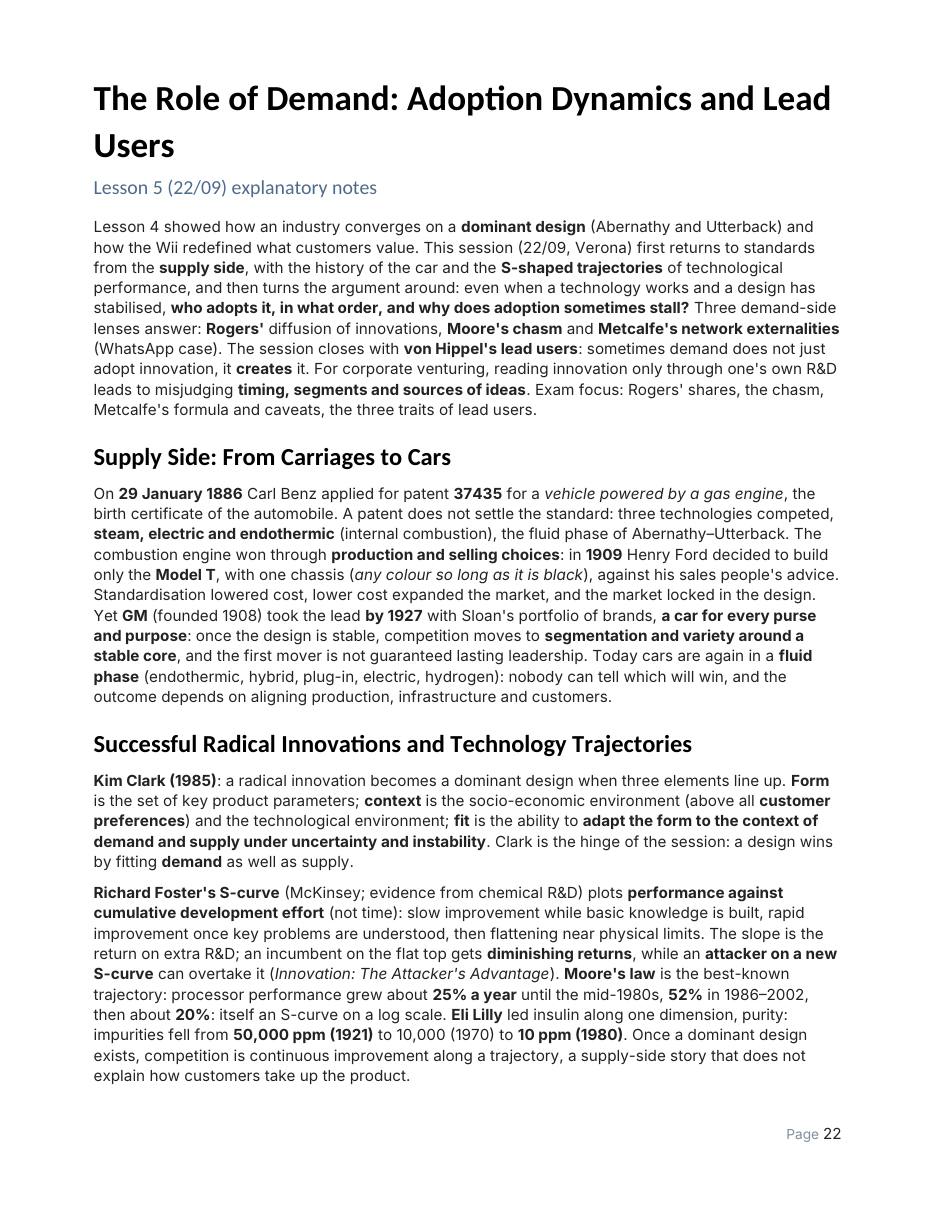 The Role of Demand: Adoption Dynamics and Lead
Users
Lesson 5 (22/09) explanatory notes
Lesson 4 showed how an industry converges on a dominant design (Abernathy and Utterback) and
how the Wii redefined what customers value. This session (22/09, Verona) first returns to standards
from the supply side, with the history of the car and the S-shaped trajectories of technological
performance, and then turns the argument around: even when a technology works and a design has
stabilised, who adopts it, in what order, and why does adoption sometimes stall? Three demand-side
lenses answer: Rogers' diffusion of innovations, Moore's chasm and Metcalfe's network externalities
(WhatsApp case). The session closes with von Hippel's lead users: sometimes demand does not just
adopt innovation, it creates it. For corporate venturing, reading innovation only through one's own R&D
leads to misjudging timing, segments and sources of ideas. Exam focus: Rogers' shares, the chasm,
Metcalfe's formula and caveats, the three traits of lead users.
Supply Side: From Carriages to Cars
On 29 January 1886 Carl Benz applied for patent 37435 for a vehicle powered by a gas engine, the
birth certificate of the automobile. A patent does not settle the standard: three technologies competed,
steam, electric and endothermic (internal combustion), the fluid phase of Abernathy–Utterback. The
combustion engine won through production and selling choices: in 1909 Henry Ford decided to build
only the Model T, with one chassis (any colour so long as it is black), against his sales people's advice.
Standardisation lowered cost, lower cost expanded the market, and the market locked in the design.
Yet GM (founded 1908) took the lead by 1927 with Sloan's portfolio of brands, a car for every purse
and purpose: once the design is stable, competition moves to segmentation and variety around a
stable core, and the first mover is not guaranteed lasting leadership. Today cars are again in a fluid
phase (endothermic, hybrid, plug-in, electric, hydrogen): nobody can tell which will win, and the
outcome depends on aligning production, infrastructure and customers.
Successful Radical Innovations and Technology Trajectories
Kim Clark (1985): a radical innovation becomes a dominant design when three elements line up. Form
is the set of key product parameters; context is the socio-economic environment (above all customer
preferences) and the technological environment; fit is the ability to adapt the form to the context of
demand and supply under uncertainty and instability. Clark is the hinge of the session: a design wins
by fitting demand as well as supply.
Richard Foster's S-curve (McKinsey; evidence from chemical R&D) plots performance against
cumulative development effort (not time): slow improvement while basic knowledge is built, rapid
improvement once key problems are understood, then flattening near physical limits. The slope is the
return on extra R&D; an incumbent on the flat top gets diminishing returns, while an attacker on a new
S-curve can overtake it (Innovation: The Attacker's Advantage). Moore's law is the best-known
trajectory: processor performance grew about 25% a year until the mid-1980s, 52% in 1986–2002,
then about 20%: itself an S-curve on a log scale. Eli Lilly led insulin along one dimension, purity:
impurities fell from 50,000 ppm (1921) to 10,000 (1970) to 10 ppm (1980). Once a dominant design
exists, competition is continuous improvement along a trajectory, a supply-side story that does not
explain how customers take up the product.
Page 22